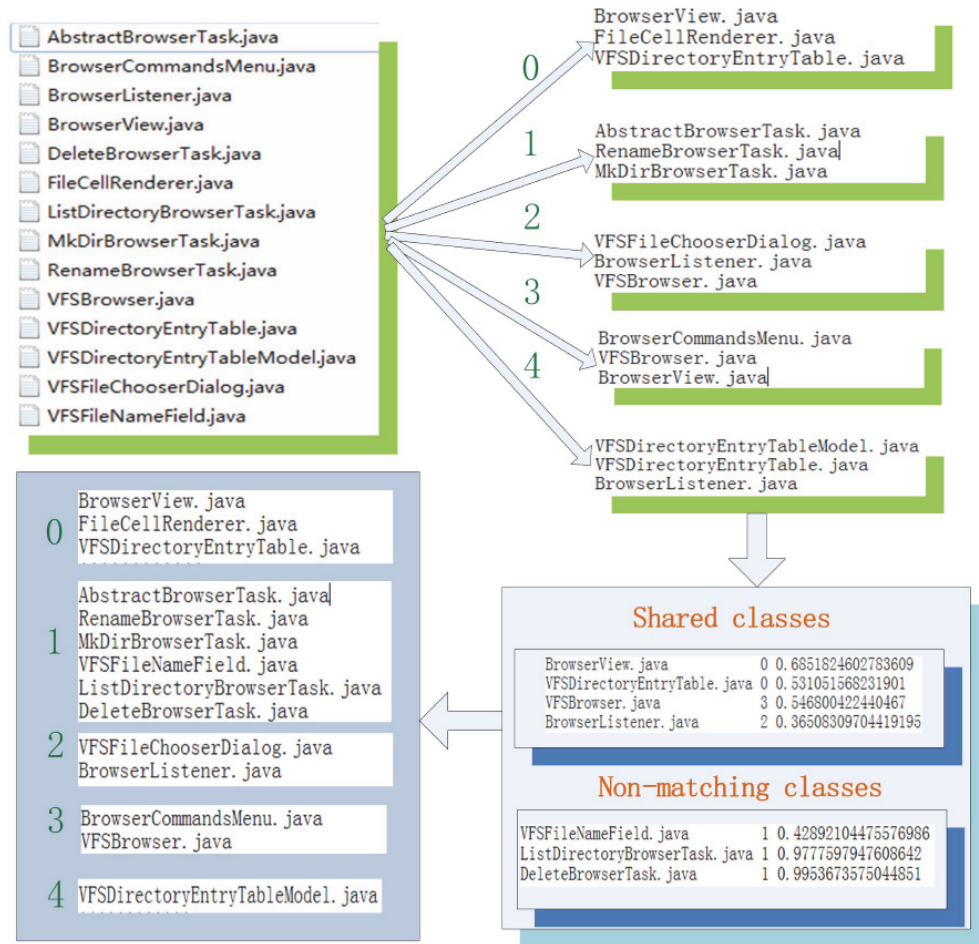 AbstractBrowserTask.java
BrowserCommandsMenu.java
BrowserListener.java
BrowserView.java
DeleteBrowserTask.java
FileCellRenderer.java
ListDirectoryBrowserTask.java
MkDirBrowserTask.java
RenameBrowserTask.java
VFSBrowser.java
VFSDirectoryEntryTable.java
VFSDirectoryEntryTableModel.java
VFSFileChooserDialog.java
VFSFileNameField.java
0
BrowserView.java
FileCellRenderer.java
VFSDirectoryEntryTable.java
1
AbstractBrowserTask.java
RenameBrowserTask.java
MkDirBrowserTask.java
2
VFSFileChooserDialog.java
BrowserListener.java
VFSBrowser.java
3
BrowserCommandsMenu.java
VFSBrowser.java
BrowserView.java
4
VFSDirectoryEntryTableModel.java
VFSDirectoryEntryTable.java
BrowserListener.java
Shared classes
BrowserView.java 0 0.6851824602783609
VFSDirectoryEntryTable.java 0 0.531051568231901
VFSBrowser.java 3 0.546800422440467
BrowserListener.java 2 0.36508309704419195
Non-matching classes
VFSFileNameField.java 1 0.42892104475576986
ListDirectoryBrowserTask.java 1 0.9777597947608642
DeleteBrowserTask.java 1 0.9953673575044851
0
BrowserView.java
FileCellRenderer.java
VFSDirectoryEntryTable.java
1
AbstractBrowserTask.java
RenameBrowserTask.java
MkDirBrowserTask.java
VFSFileNameField.java
ListDirectoryBrowserTask.java
DeleteBrowserTask.java
2
VFSFileChooserDialog.java
BrowserListener.java
3
BrowserCommandsMenu.java
VFSBrowser.java
4
VFSDirectoryEntryTableModel.java